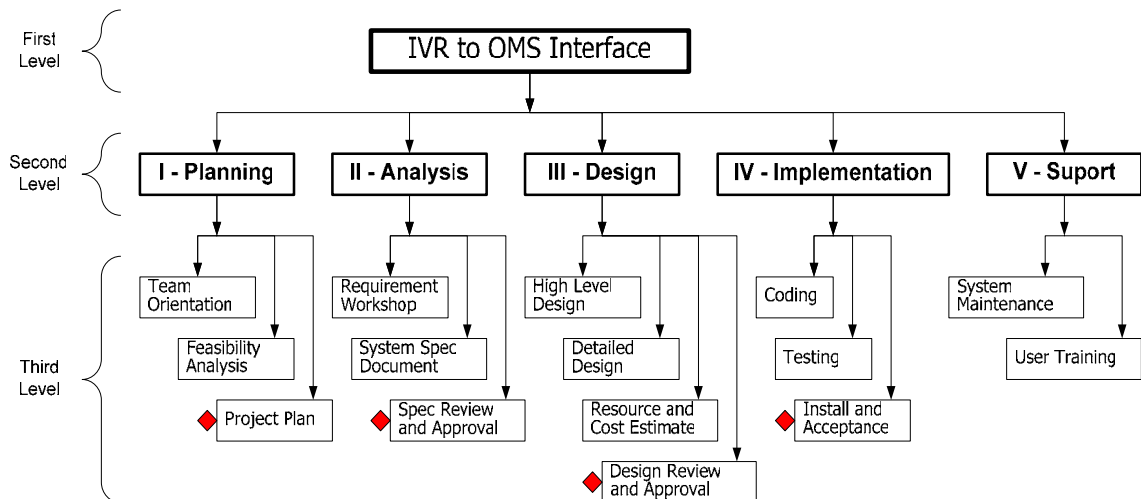 First
Level
IVR to OMS Interface
Second
Level
I - Planning
II - Analysis
III - Design
IV - Implementation
V - Suport
Third
Level
Team
Orientation
Feasibility
Analysis
Project Plan
Requirement
Workshop
System Spec
Document
Spec Review
and Approval
High Level
Design
Detailed
Design
Resource and
Cost Estimate
Design Review
and Approval
Coding
Testing
Install and
Acceptance
System
Maintenance
User Training